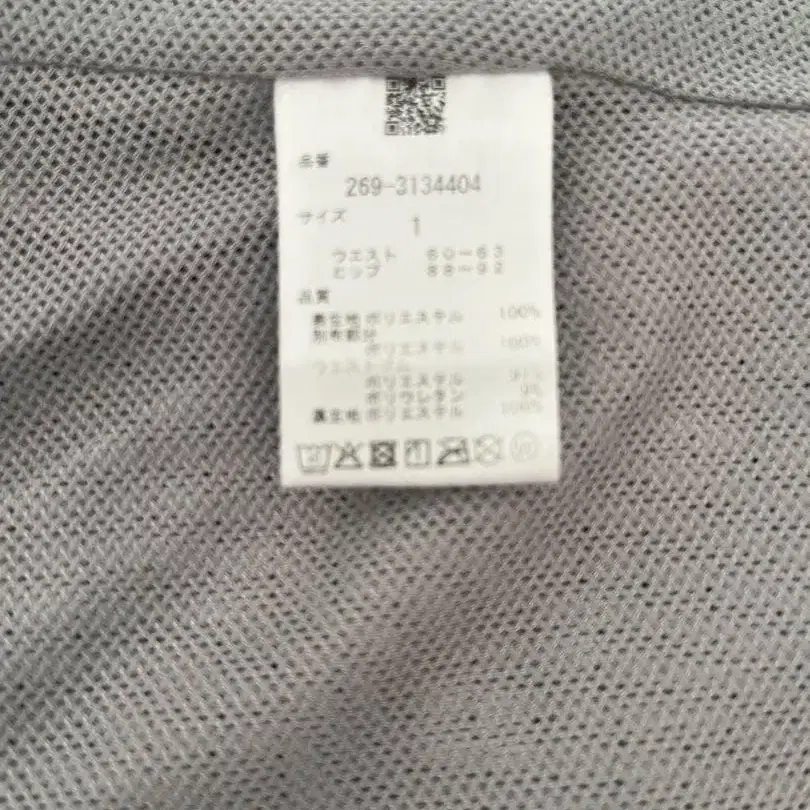 品番
269-3134404
サイズ
1
ウエスト 60-63
ヒップ 88-92
品質
表生地 ポリエステル 100%
別布部分
ポリエステル 100%
ウエストゴム
ポリエステル 91%
ポリウレタン 9%
裏生地 ポリエステル 100%